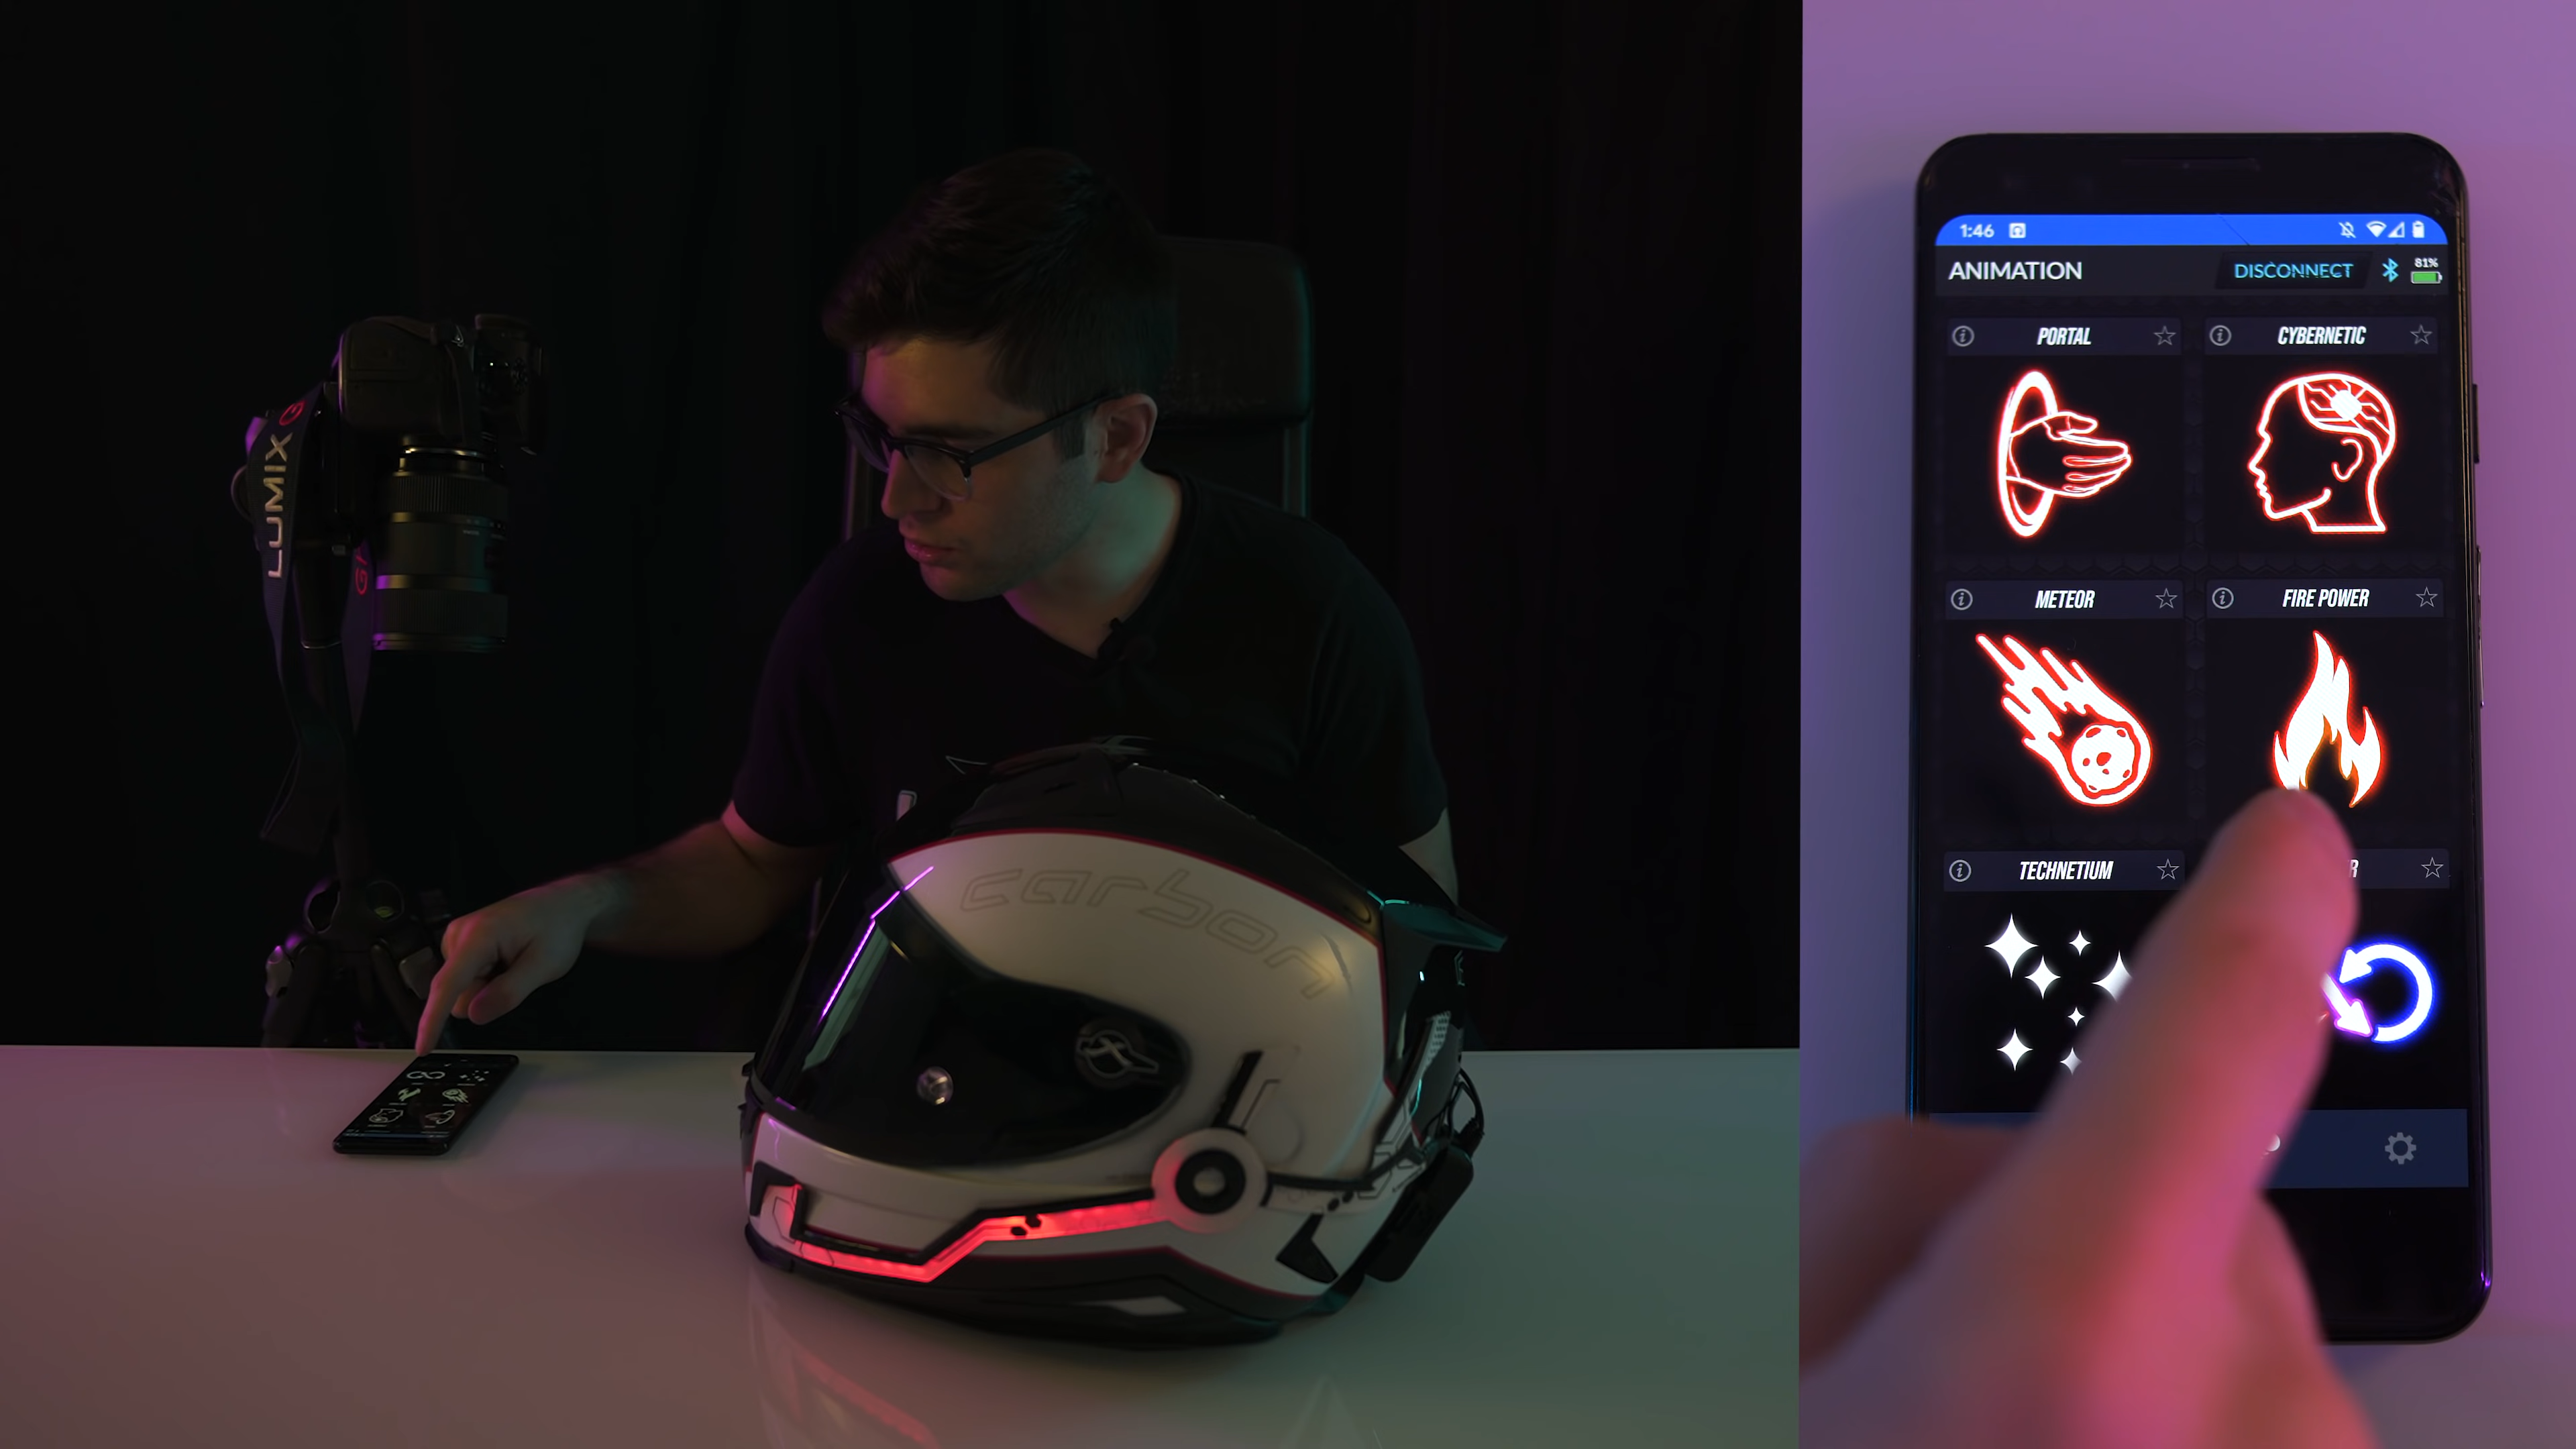 LUMIX G
carbon
1:46
ANIMATION DISCONNECT 81%
PORTAL CYBERNETIC
METEOR FIRE POWER
TECHNETIUM